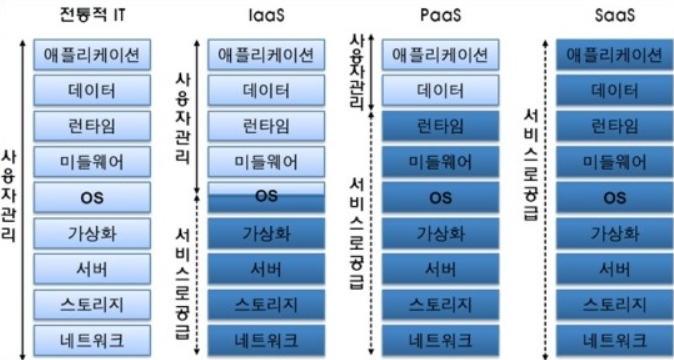 전통적 IT
사용자관리
애플리케이션
데이터
런타임
미들웨어
OS
가상화
서버
스토리지
네트워크
IaaS
사용자관리
서비스로공급
애플리케이션
데이터
런타임
미들웨어
OS
가상화
서버
스토리지
네트워크
PaaS
사용자관리
서비스로공급
애플리케이션
데이터
런타임
미들웨어
OS
가상화
서버
스토리지
네트워크
SaaS
서비스로공급
애플리케이션
데이터
런타임
미들웨어
OS
가상화
서버
스토리지
네트워크